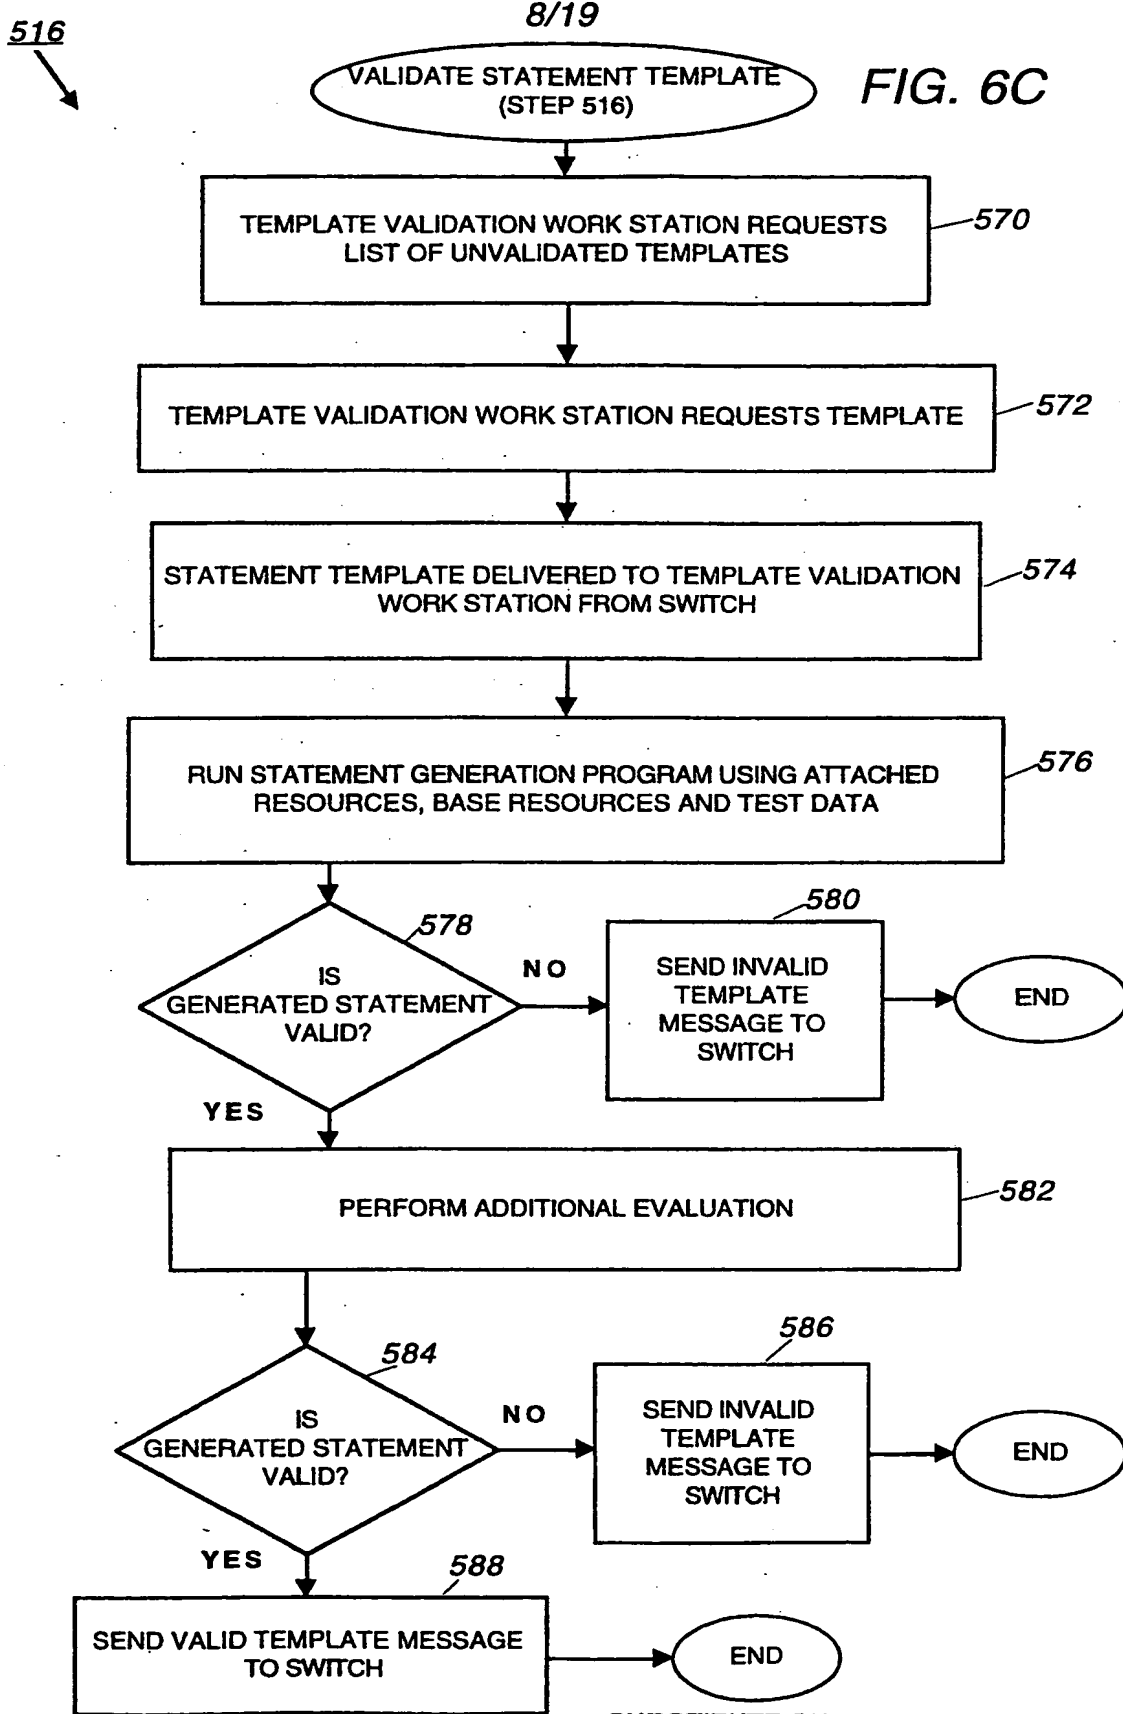 8/19
516
FIG. 6C
VALIDATE STATEMENT TEMPLATE
(STEP 516)
TEMPLATE VALIDATION WORK STATION REQUESTS
LIST OF UNVALIDATED TEMPLATES
570
TEMPLATE VALIDATION WORK STATION REQUESTS TEMPLATE
572
STATEMENT TEMPLATE DELIVERED TO TEMPLATE VALIDATION
WORK STATION FROM SWITCH
574
RUN STATEMENT GENERATION PROGRAM USING ATTACHED
RESOURCES, BASE RESOURCES AND TEST DATA
576
578
IS
GENERATED STATEMENT
VALID?
NO
580
SEND INVALID
TEMPLATE
MESSAGE TO
SWITCH
END
YES
PERFORM ADDITIONAL EVALUATION
582
584
IS
GENERATED STATEMENT
VALID?
NO
586
SEND INVALID
TEMPLATE
MESSAGE TO
SWITCH
END
YES
588
SEND VALID TEMPLATE MESSAGE
TO SWITCH
END